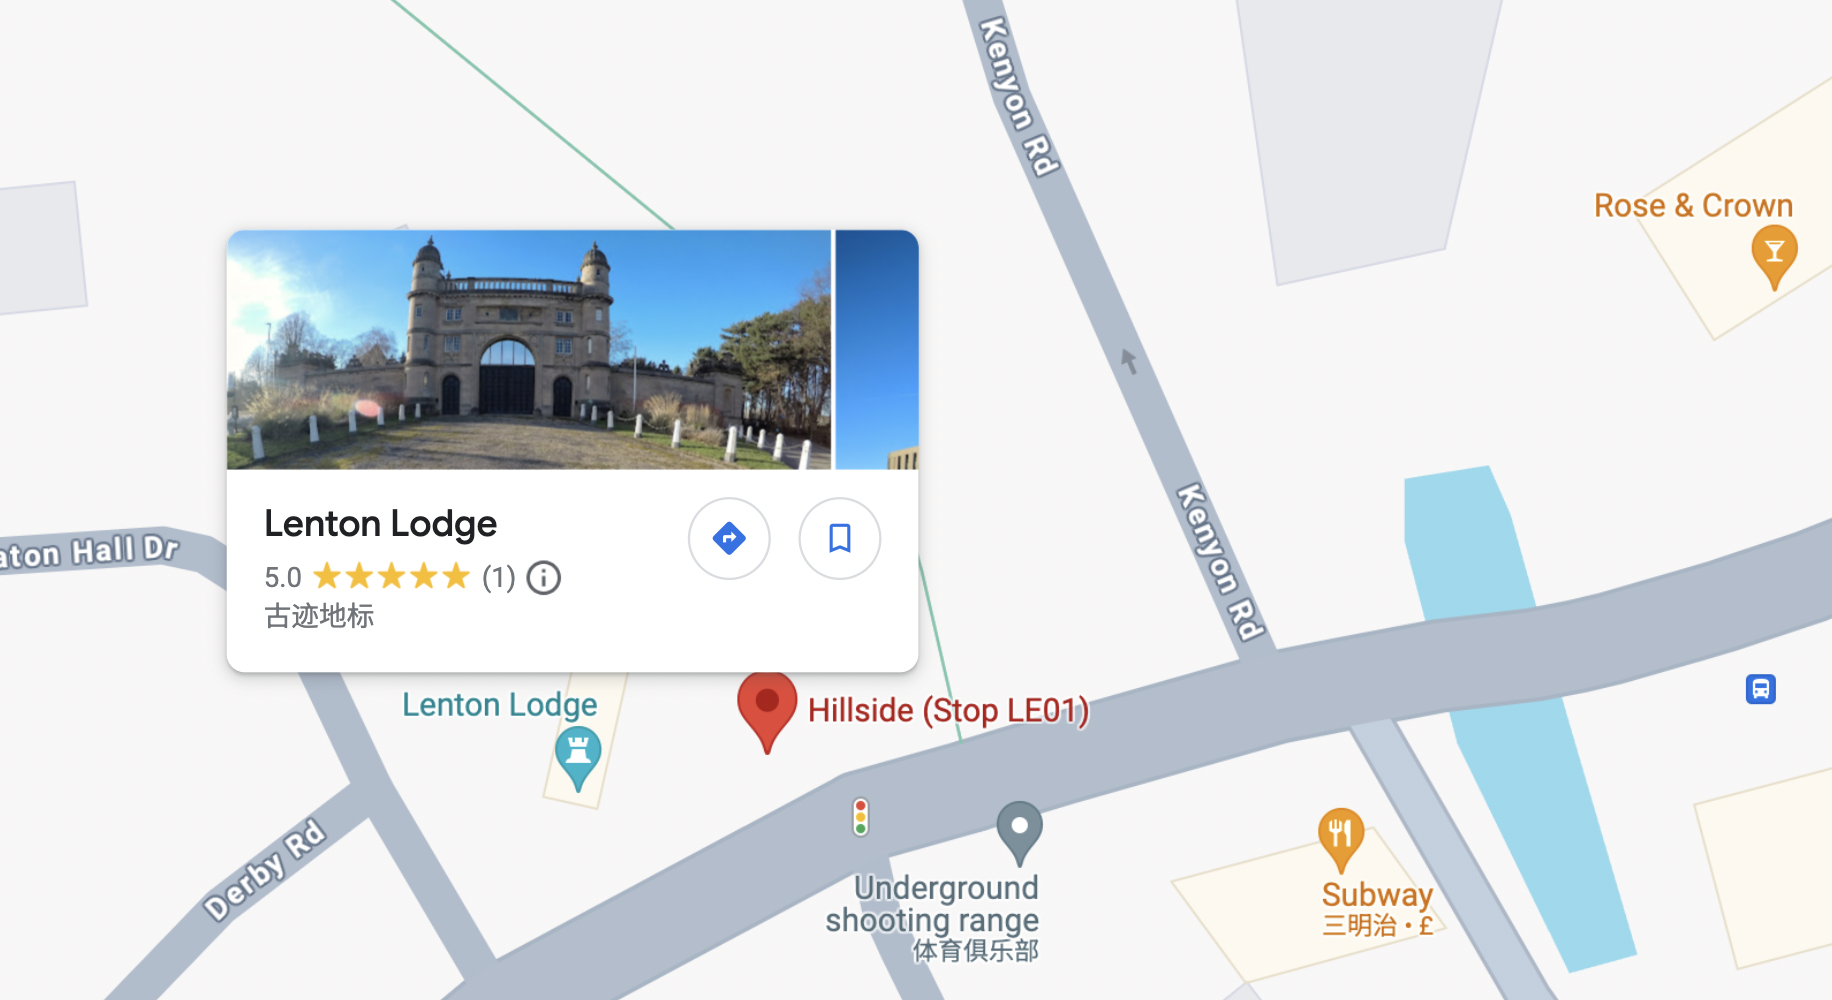 Kenyon Rd
Rose & Crown
Lenton Lodge
5.0 ★★★★★ (1)
古迹地标
aton Hall Dr
Kenyon Rd
Lenton Lodge
Hillside (Stop LE01)
Derby Rd
Underground
shooting range
体育俱乐部
Subway
三明治 • £